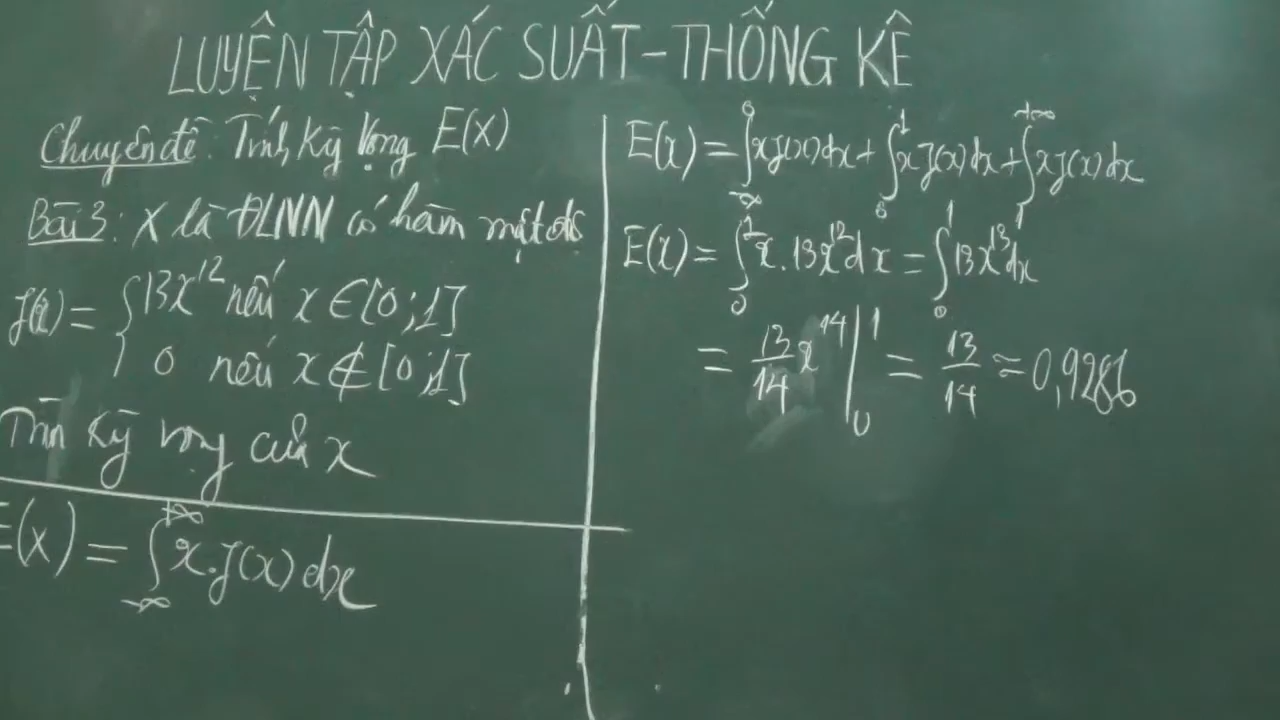 LUYỆN TẬP XÁC SUẤT-THỐNG KÊ
Chuyên đề: Tính Kỳ Vọng E(X)
Bài 3: X là ĐLNN có hàm mật độ
f(x) = { 13x^12 nếu x ∈ [0;1]
0 nếu x ∉ [0;1]
Tính Kỳ vọng của x
E(x) = ∫_{-∞}^{+∞} x.f(x) dx
E(x) = ∫_{-∞}^{0} x f(x) dx + ∫_{0}^{1} x f(x) dx + ∫_{1}^{+∞} x f(x) dx
E(x) = ∫_{0}^{1} x.13x^12 dx = ∫_{0}^{1} 13x^13 dx
= 13/14 x^14 |_{0}^{1} = 13/14 ≈ 0,9286